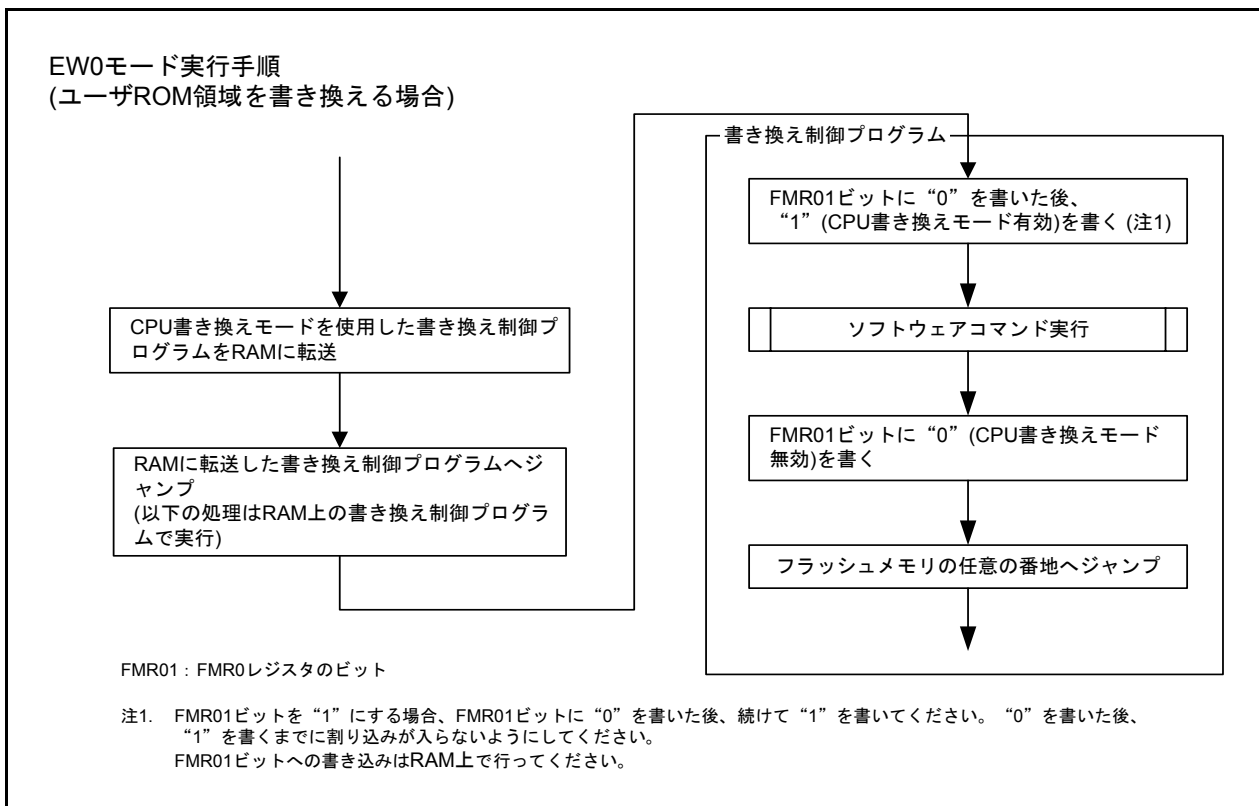 EW0モード実行手順
(ユーザROM領域を書き換える場合)
CPU書き換えモードを使用した書き換え制御プ
ログラムをRAMに転送
RAMに転送した書き換え制御プログラムへジ
ャンプ
(以下の処理はRAM上の書き換え制御プログラ
ムで実行)
書き換え制御プログラム
FMR01ビットに“0”を書いた後、
“1”(CPU書き換えモード有効)を書く (注1)
ソフトウェアコマンド実行
FMR01ビットに“0”(CPU書き換えモード
無効)を書く
フラッシュメモリの任意の番地へジャンプ
FMR01：FMR0レジスタのビット
注1. FMR01ビットを“1”にする場合、FMR01ビットに“0”を書いた後、続けて“1”を書いてください。“0”を書いた後、
“1”を書くまでに割り込みが入らないようにしてください。
FMR01ビットへの書き込みはRAM上で行ってください。